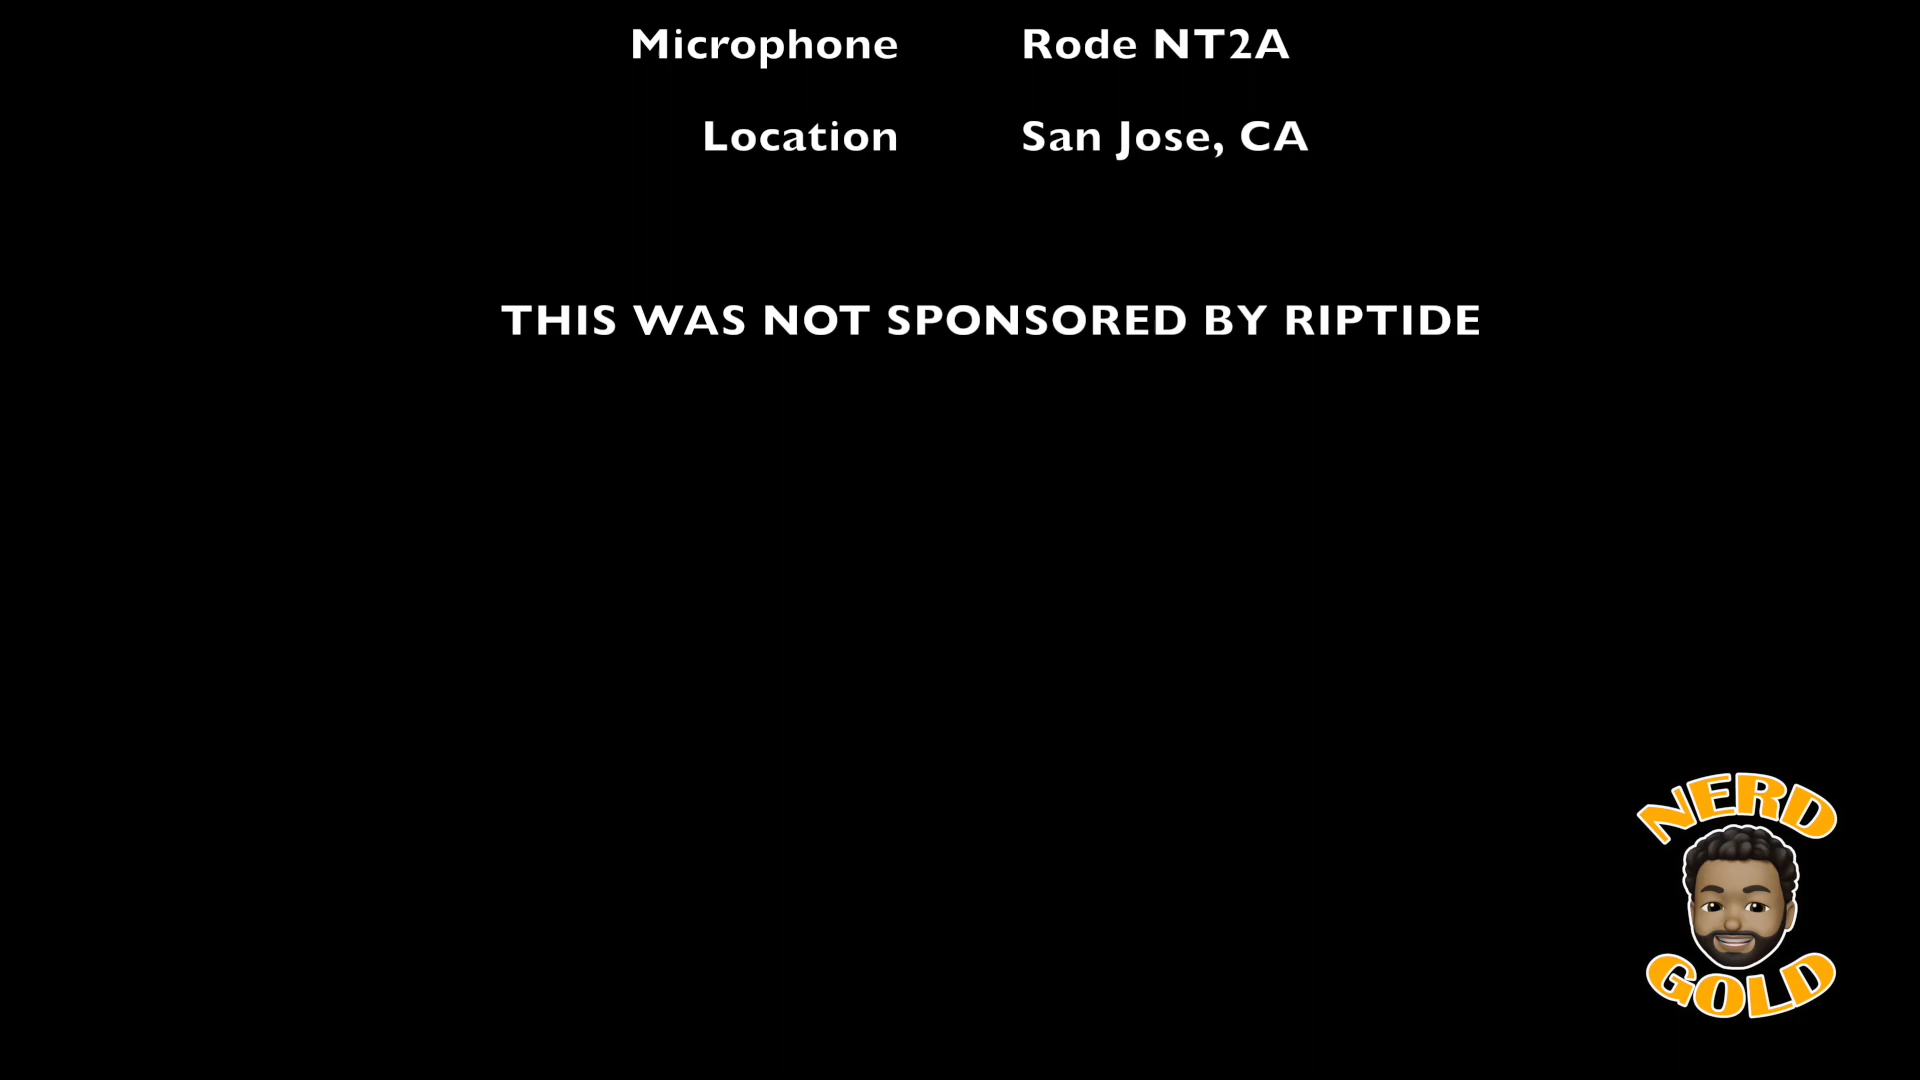 Microphone Rode NT2A
Location San Jose, CA
THIS WAS NOT SPONSORED BY RIPTIDE
NERD
GOLD